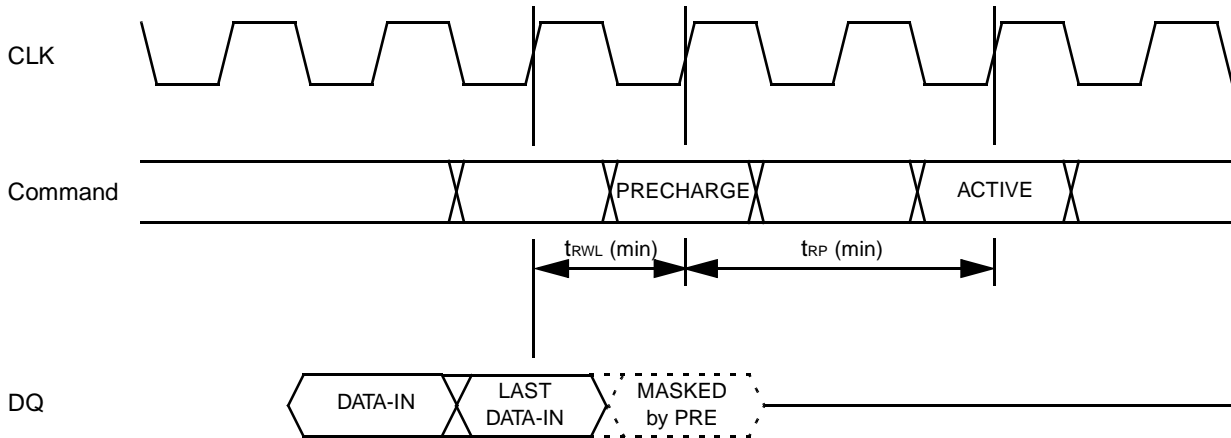 CLK
Command
PRECHARGE
ACTIVE
tRWL (min)
tRP (min)
DQ
DATA-IN
LAST
DATA-IN
MASKED
by PRE